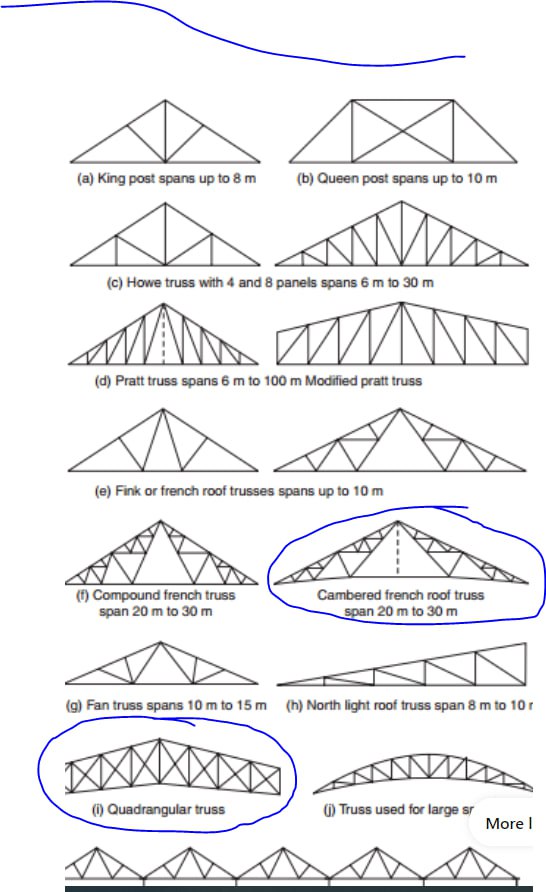 (a) King post spans up to 8 m
(b) Queen post spans up to 10 m
(c) Howe truss with 4 and 8 panels spans 6 m to 30 m
(d) Pratt truss spans 6 m to 100 m Modified pratt truss
(e) Fink or french roof trusses spans up to 10 m
(f) Compound french truss
span 20 m to 30 m
Cambered french roof truss
span 20 m to 30 m
(g) Fan truss spans 10 m to 15 m
(h) North light roof truss span 8 m to 10
(i) Quadrangular truss
(j) Truss used for large
More